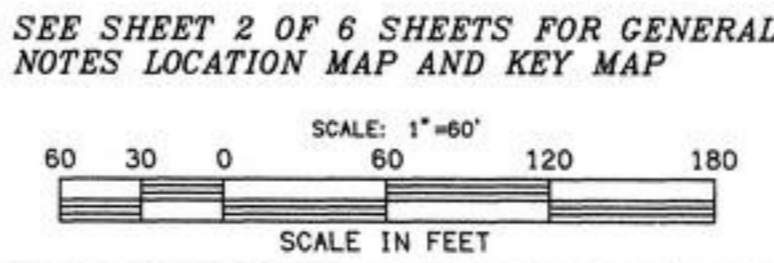 SEE SHEET 2 OF 6 SHEETS FOR GENERAL
NOTES LOCATION MAP AND KEY MAP
SCALE: 1"=60'
60 30 0 60 120 180
SCALE IN FEET